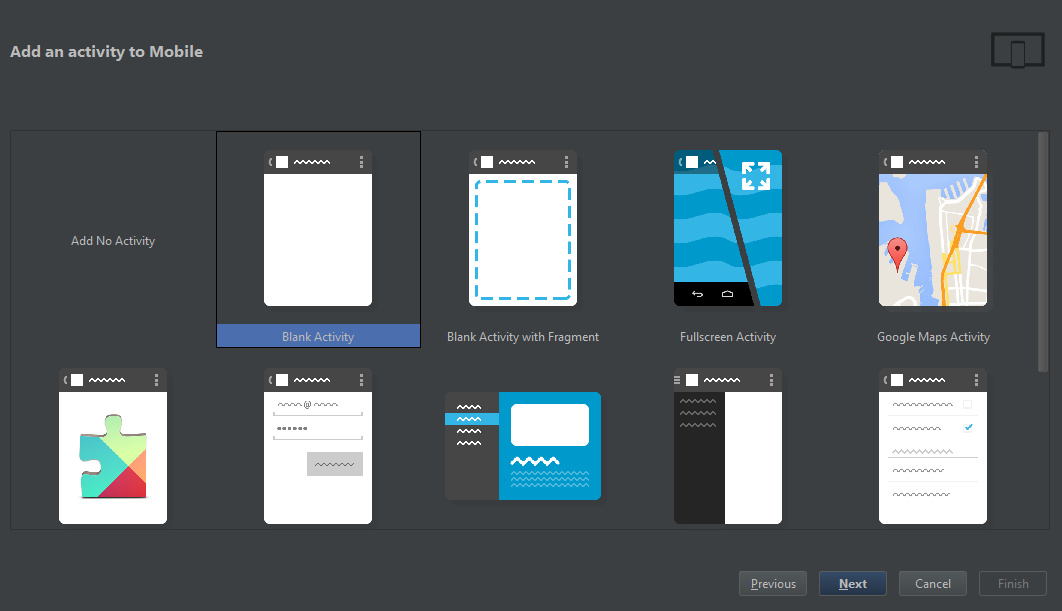 Add an activity to Mobile
Add No Activity
Blank Activity
Blank Activity with Fragment
Fullscreen Activity
Google Maps Activity
@
Previous
Next
Cancel
Finish